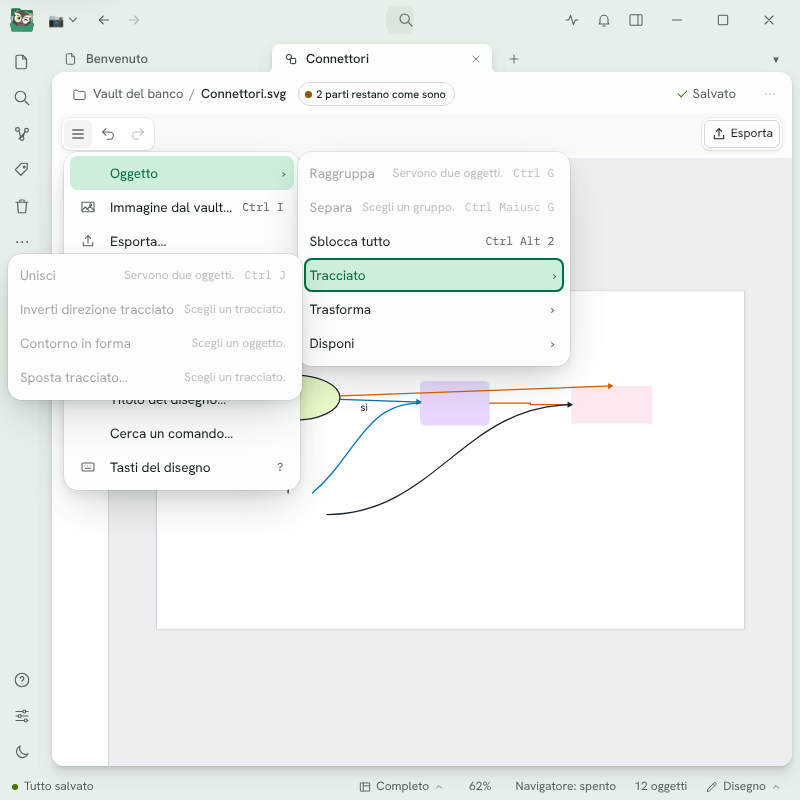 Benvenuto
Connettori
Vault del banco / Connettori.svg
2 parti restano come sono
Salvato
Esporta
Oggetto
Immagine dal vault... Ctrl I
Esporta...
Raggruppa Servono due oggetti. Ctrl G
Separa Scegli un gruppo. Ctrl Maiusc G
Sblocca tutto Ctrl Alt 2
Tracciato
Trasforma
Disponi
Unisci Servono due oggetti. Ctrl J
Inverti direzione tracciato Scegli un tracciato.
Contorno in forma Scegli un oggetto.
Sposta tracciato... Scegli un tracciato.
Titolo del disegno...
Cerca un comando...
Tasti del disegno ?
sì
Tutto salvato
Completo
62%
Navigatore: spento
12 oggetti
Disegno